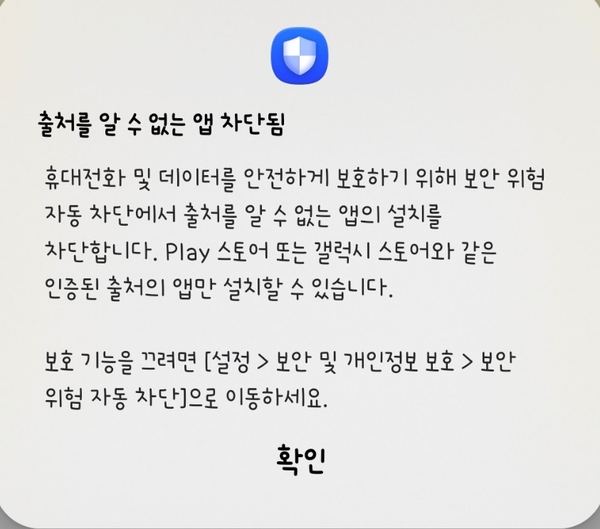 출처를 알 수 없는 앱 차단됨
휴대전화 및 데이터를 안전하게 보호하기 위해 보안 위험
자동 차단에서 출처를 알 수 없는 앱의 설치를
차단합니다. Play 스토어 또는 갤럭시 스토어와 같은
인증된 출처의 앱만 설치할 수 있습니다.
보호 기능을 끄려면 [설정 > 보안 및 개인정보 보호 > 보안
위험 자동 차단]으로 이동하세요.
확인